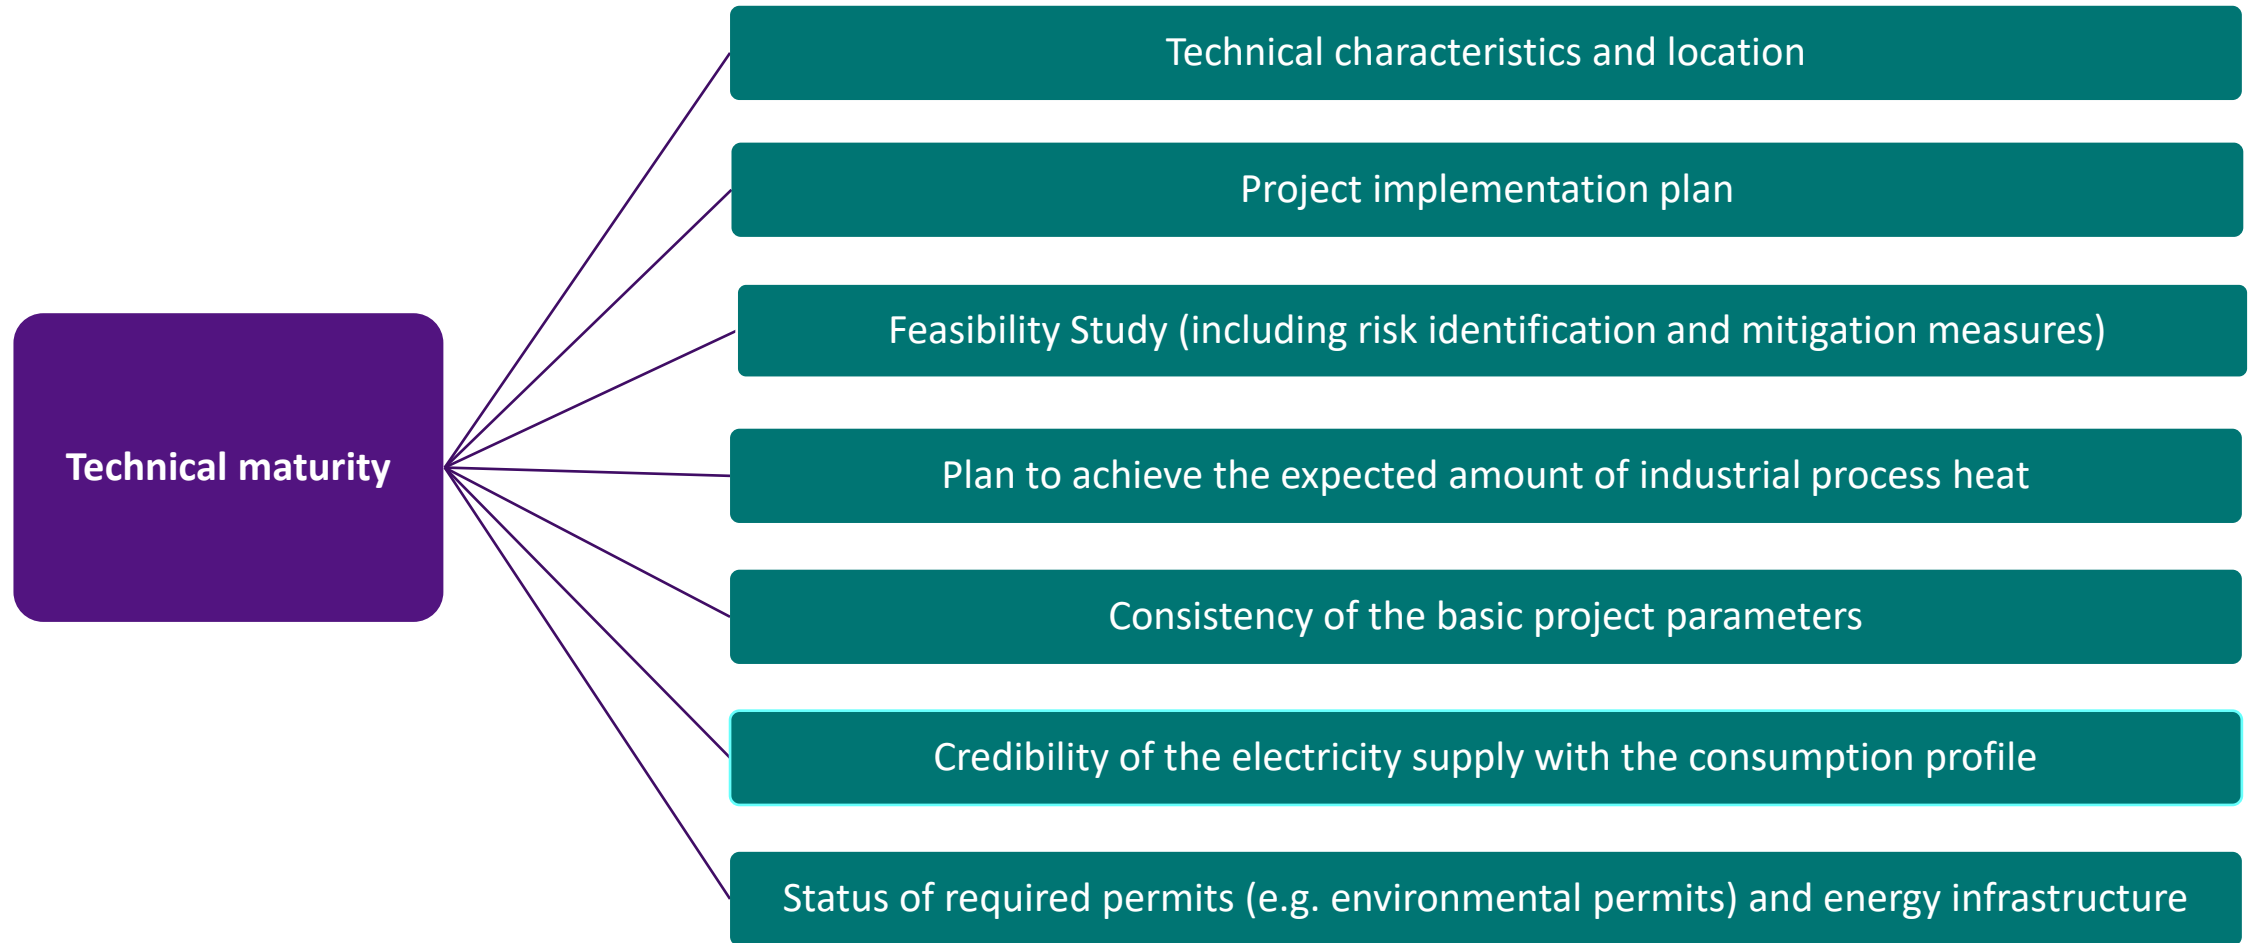 Technical characteristics and location
Project implementation plan
Feasibility Study (including risk identification and mitigation measures)
Technical maturity
Plan to achieve the expected amount of industrial process heat
Consistency of the basic project parameters
Credibility of the electricity supply with the consumption profile
Status of required permits (e.g. environmental permits) and energy infrastructure